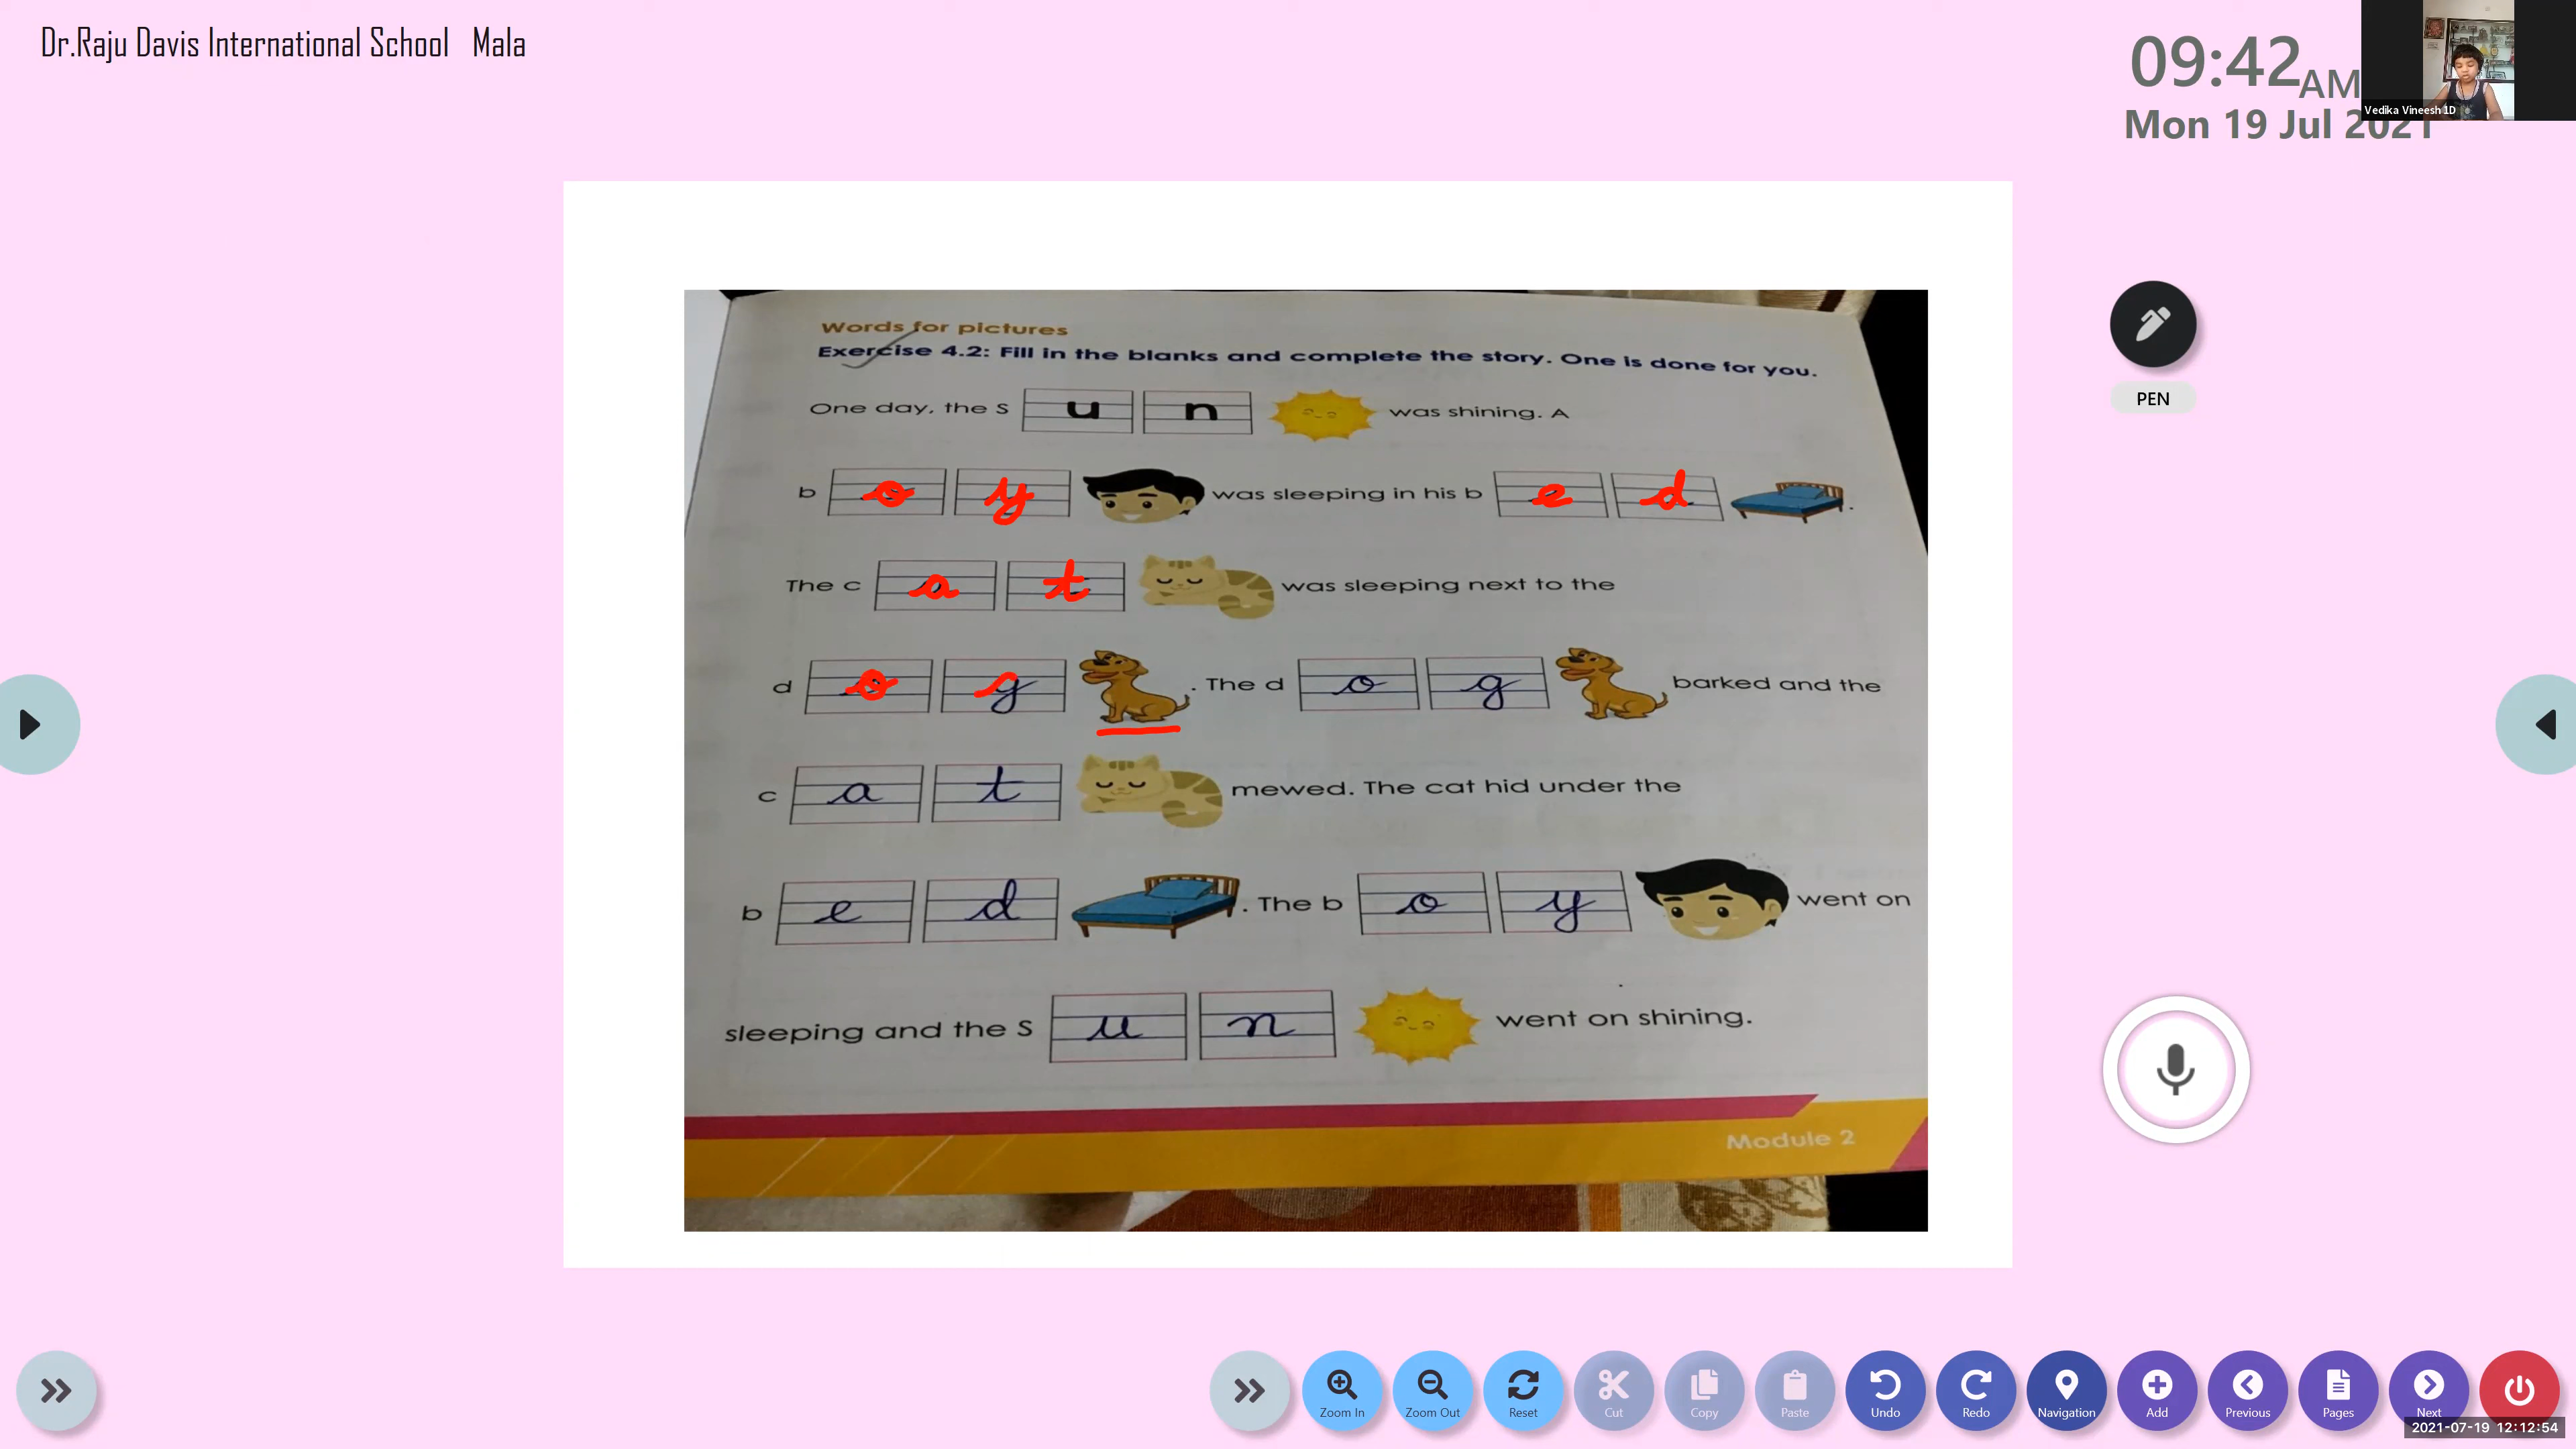 Dr.Raju Davis International School Mala
09:42 AM
Mon 19 Jul 2021
Vedika Vineesh 1D
Words for pictures
Exercise 4.2: Fill in the blanks and complete the story. One is done for you.
One day, the s u n was shining. A
b o y was sleeping in his b e d .
The c a t was sleeping next to the
d o g . The d o g barked and the
c a t mewed. The cat hid under the
b e d . The b o y went on
sleeping and the s u n went on shining.
Module 2
PEN
Zoom In Zoom Out Reset Cut Copy Paste Undo Redo Navigation Add Previous Pages Next
2021-07-19 12:12:54